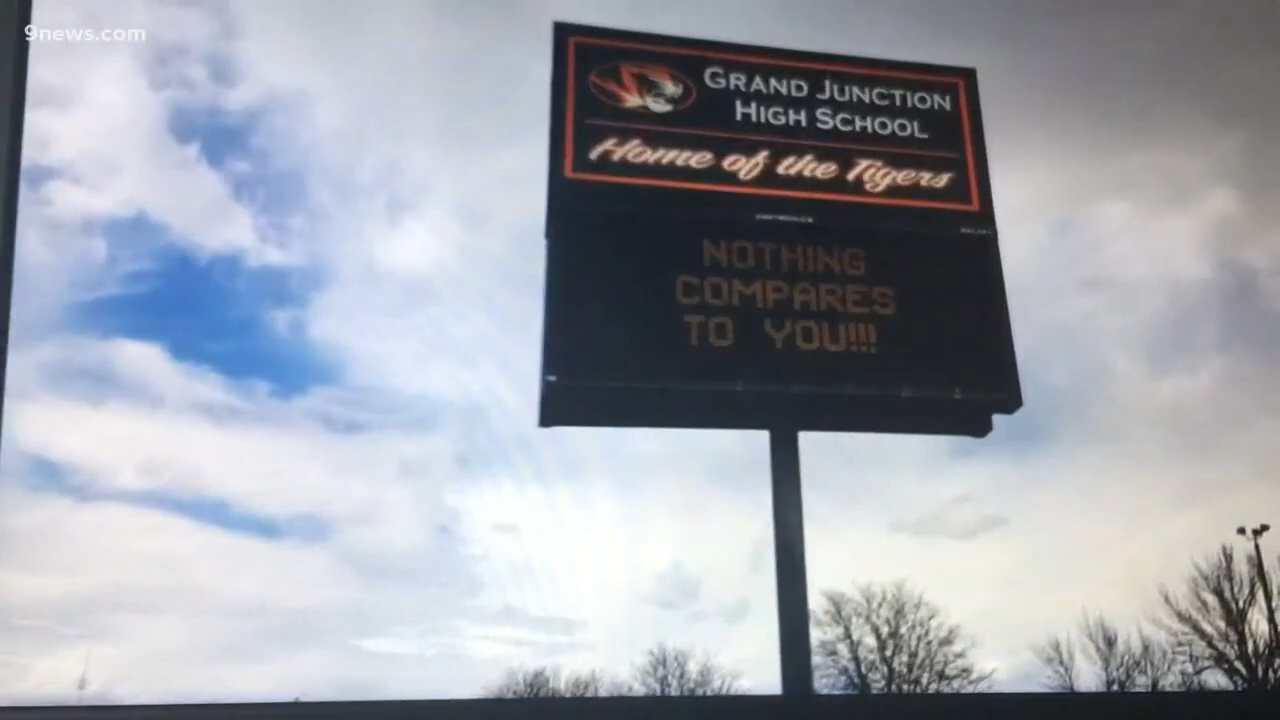 9news.com
GRAND JUNCTION
HIGH SCHOOL
Home of the Tigers
NOTHING
COMPARES
TO YOU!!!